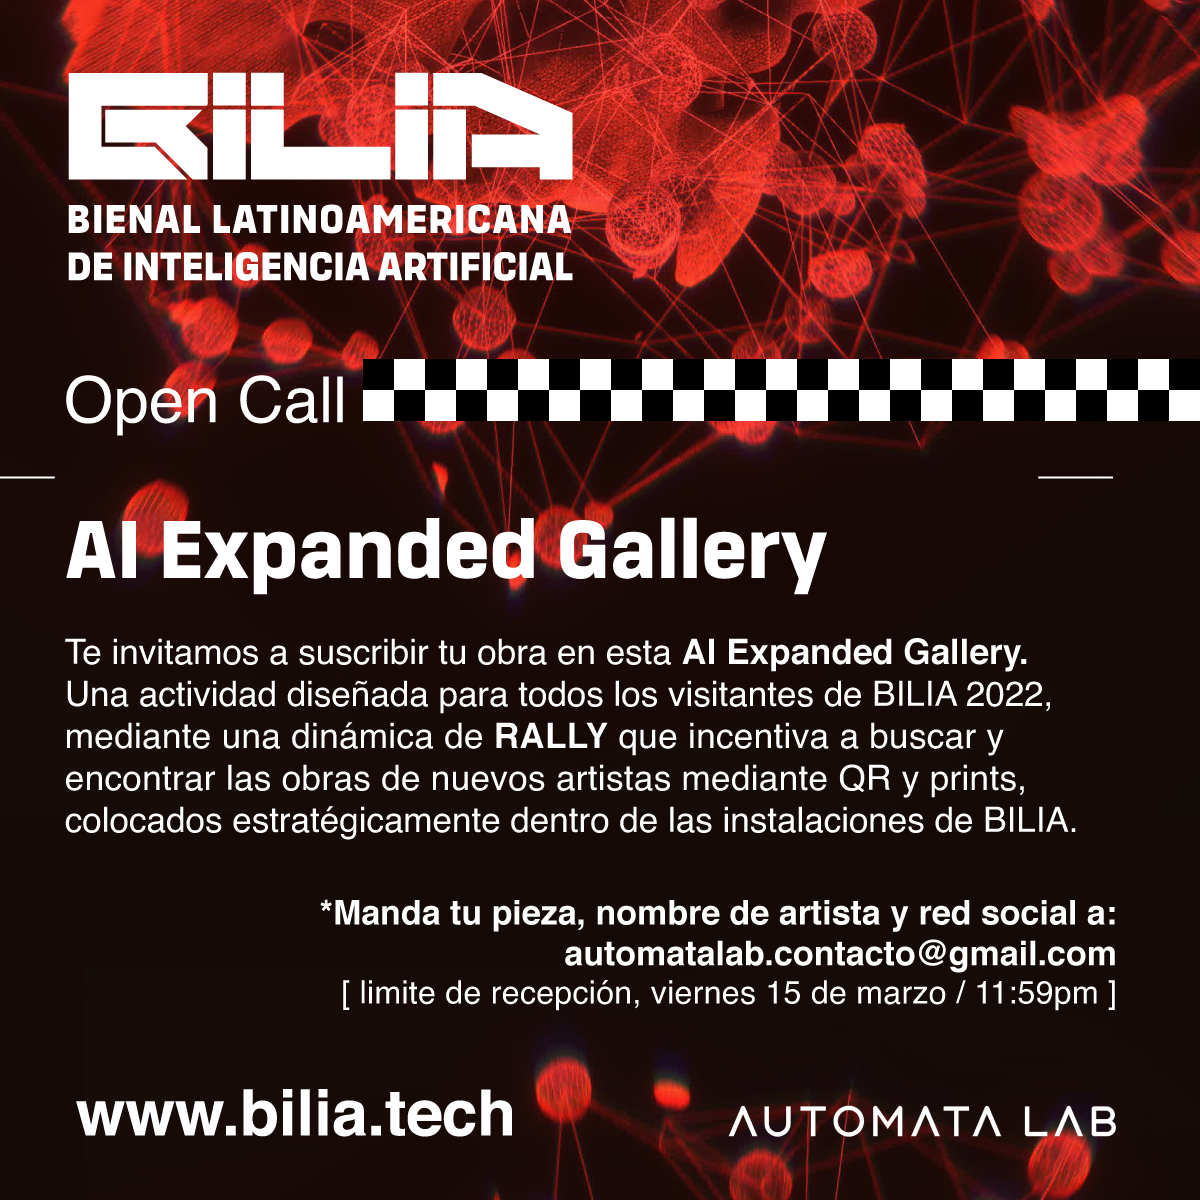 BILIA
BIENAL LATINOAMERICANA
DE INTELIGENCIA ARTIFICIAL
Open Call
AI Expanded Gallery
Te invitamos a suscribir tu obra en esta AI Expanded Gallery.
Una actividad diseñada para todos los visitantes de BILIA 2022,
mediante una dinámica de RALLY que incentiva a buscar y
encontrar las obras de nuevos artistas mediante QR y prints,
colocados estratégicamente dentro de las instalaciones de BILIA.
*Manda tu pieza, nombre de artista y red social a:
automatalab.contacto@gmail.com
[ limite de recepción, viernes 15 de marzo / 11:59pm ]
www.bilia.tech
AUTOMATA LAB